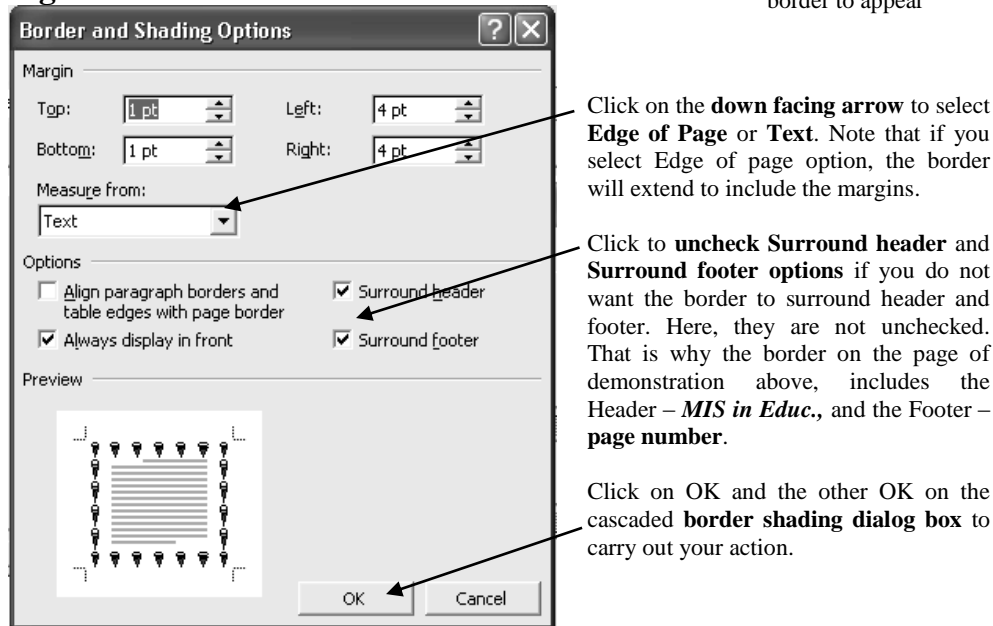 border to appear
Border and Shading Options
Margin
Top: 1 pt Left: 4 pt
Bottom: 1 pt Right: 4 pt
Measure from:
Text
Options
Align paragraph borders and
table edges with page border
Surround header
Always display in front
Surround footer
Preview
OK Cancel
Click on the down facing arrow to select
Edge of Page or Text. Note that if you
select Edge of page option, the border
will extend to include the margins.
Click to uncheck Surround header and
Surround footer options if you do not
want the border to surround header and
footer. Here, they are not unchecked.
That is why the border on the page of
demonstration above, includes the
Header – MIS in Educ., and the Footer –
page number.
Click on OK and the other OK on the
cascaded border shading dialog box to
carry out your action.